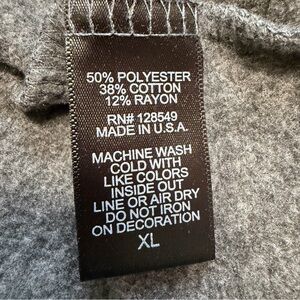 50% POLYESTER
38% COTTON
12% RAYON
RN# 128549
MADE IN U.S.A.
MACHINE WASH
COLD WITH
LIKE COLORS
INSIDE OUT
LINE OR AIR DRY
DO NOT IRON
ON DECORATION
XL